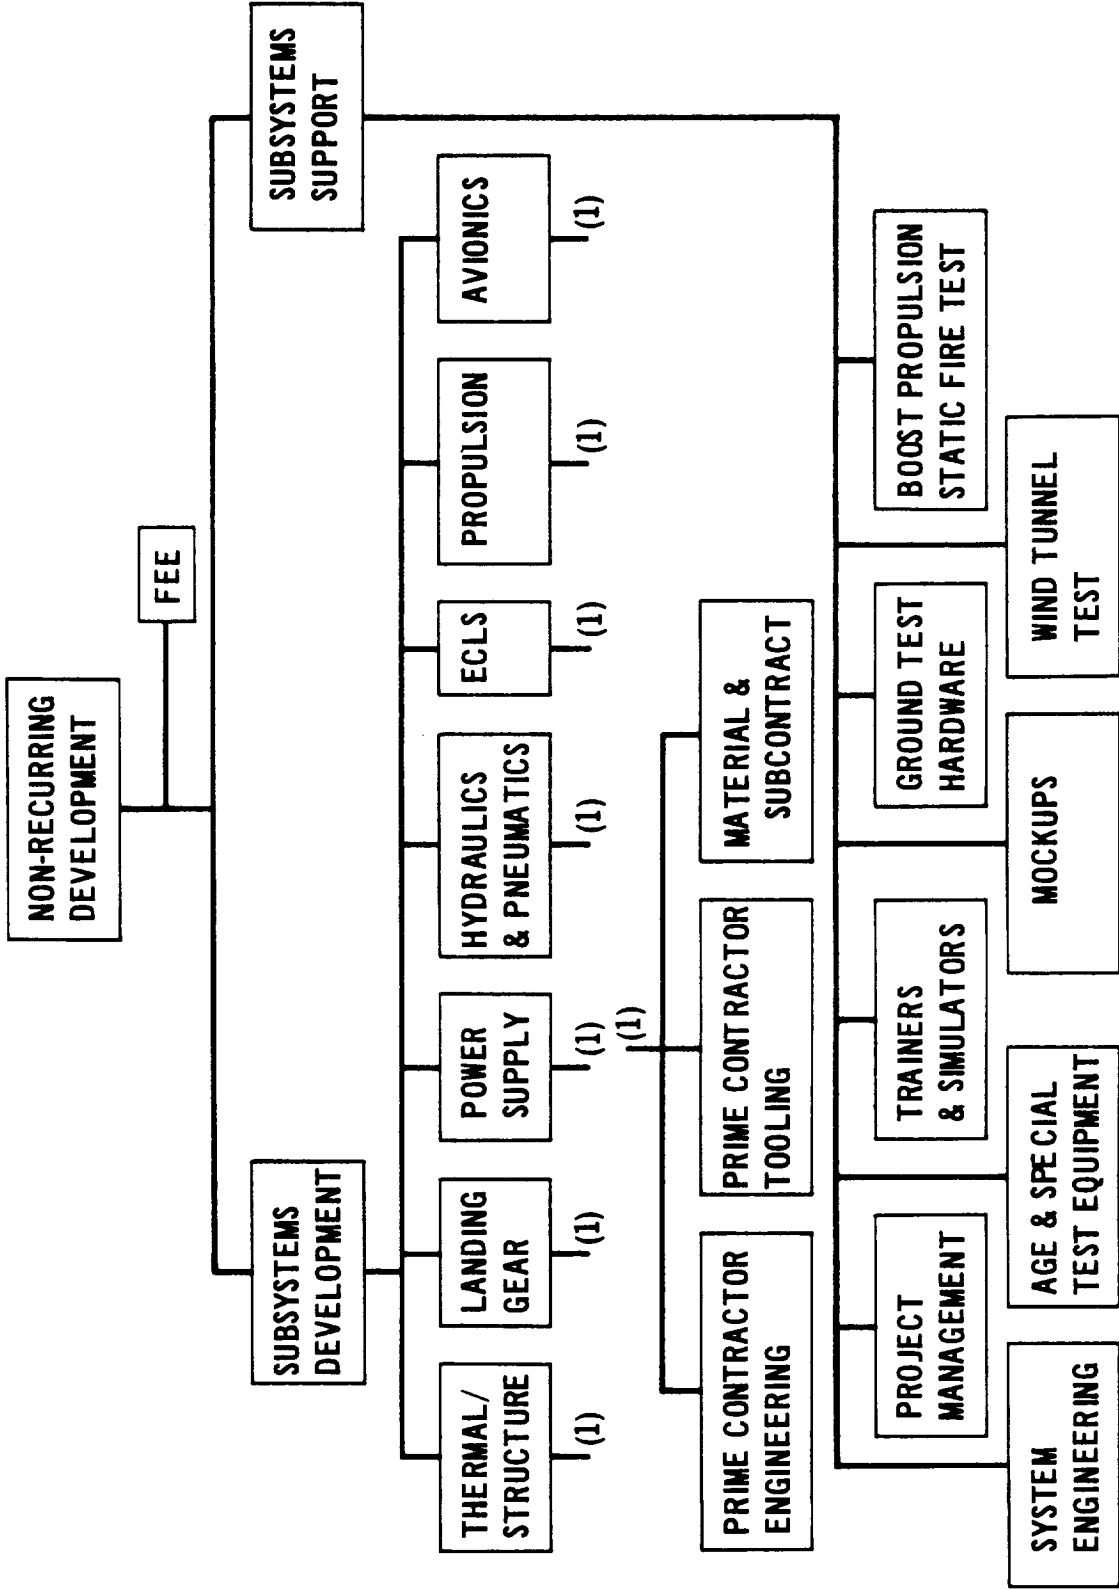 NON-RECURRING
DEVELOPMENT
FEE
SUBSYSTEMS
DEVELOPMENT
SUBSYSTEMS
SUPPORT
THERMAL/
STRUCTURE
LANDING
GEAR
POWER
SUPPLY
HYDRAULICS
& PNEUMATICS
ECLS
PROPULSION
AVIONICS
(1)
(1)
(1)
(1)
(1)
(1)
(1)
(1)
PRIME CONTRACTOR
ENGINEERING
PRIME CONTRACTOR
TOOLING
MATERIAL &
SUBCONTRACT
PROJECT
MANAGEMENT
TRAINERS
& SIMULATORS
GROUND TEST
HARDWARE
BOOST PROPULSION
STATIC FIRE TEST
SYSTEM
ENGINEERING
AGE & SPECIAL
TEST EQUIPMENT
MOCKUPS
WIND TUNNEL
TEST